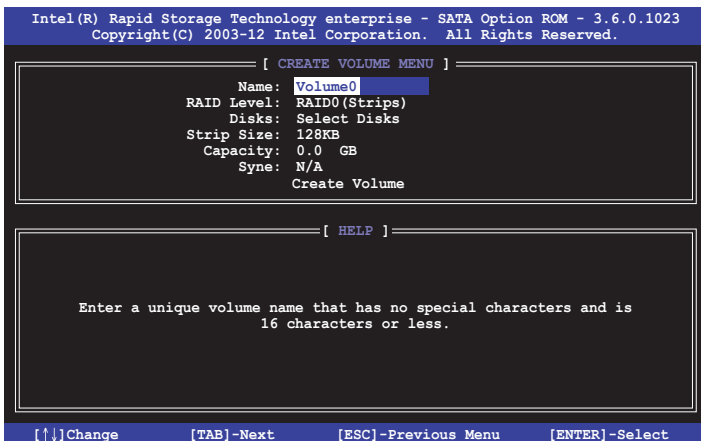 Intel(R) Rapid Storage Technology enterprise - SATA Option ROM - 3.6.0.1023
Copyright(C) 2003-12 Intel Corporation. All Rights Reserved.
[ CREATE VOLUME MENU ]
Name: Volume0
RAID Level: RAID0(Strips)
Disks: Select Disks
Strip Size: 128KB
Capacity: 0.0 GB
Syne: N/A
Create Volume
[ HELP ]
Enter a unique volume name that has no special characters and is
16 characters or less.
[↑↓]Change [TAB]-Next [ESC]-Previous Menu [ENTER]-Select